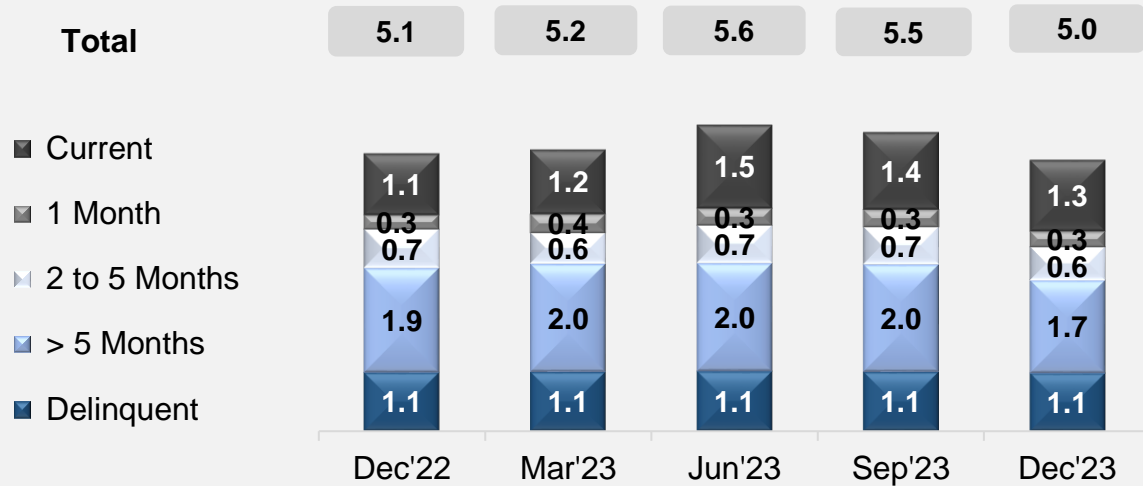 Total 5.1 5.2 5.6 5.5 5.0
Current 1.1 1.2 1.5 1.4 1.3
1 Month 0.3 0.4 0.3 0.3 0.3
2 to 5 Months 0.7 0.6 0.7 0.7 0.6
> 5 Months 1.9 2.0 2.0 2.0 1.7
Delinquent 1.1 1.1 1.1 1.1 1.1
Dec'22 Mar'23 Jun'23 Sep'23 Dec'23